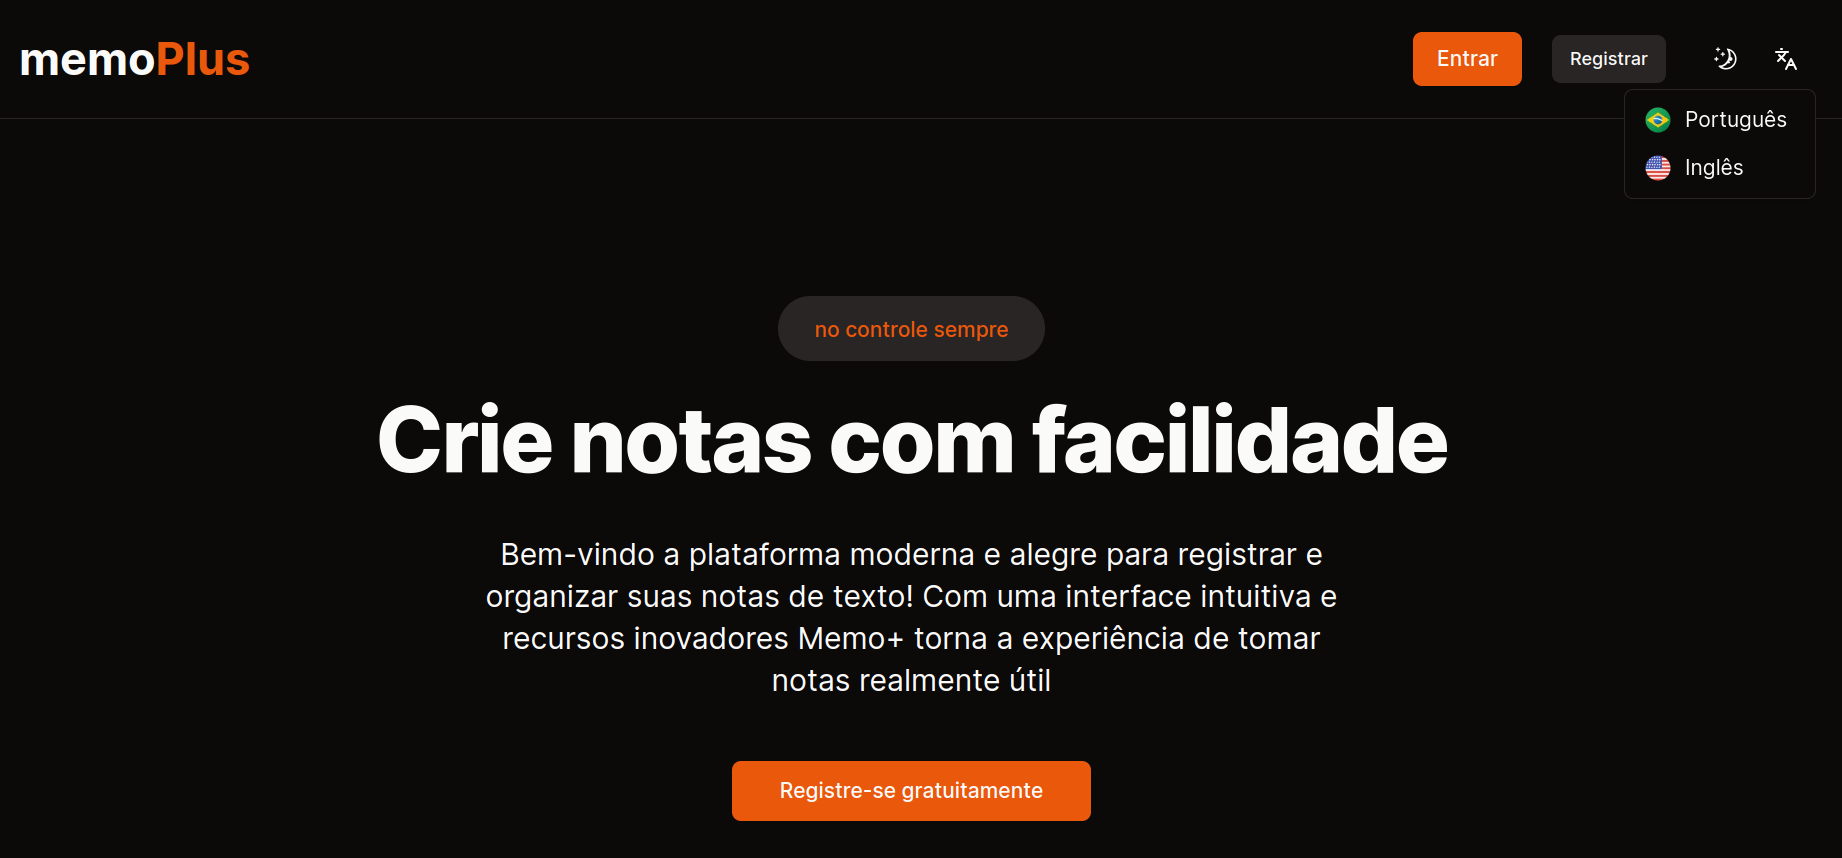 memoPlus
Entrar
Registrar
Português
Inglês
no controle sempre
Crie notas com facilidade
Bem-vindo a plataforma moderna e alegre para registrar e
organizar suas notas de texto! Com uma interface intuitiva e
recursos inovadores Memo+ torna a experiência de tomar
notas realmente útil
Registre-se gratuitamente